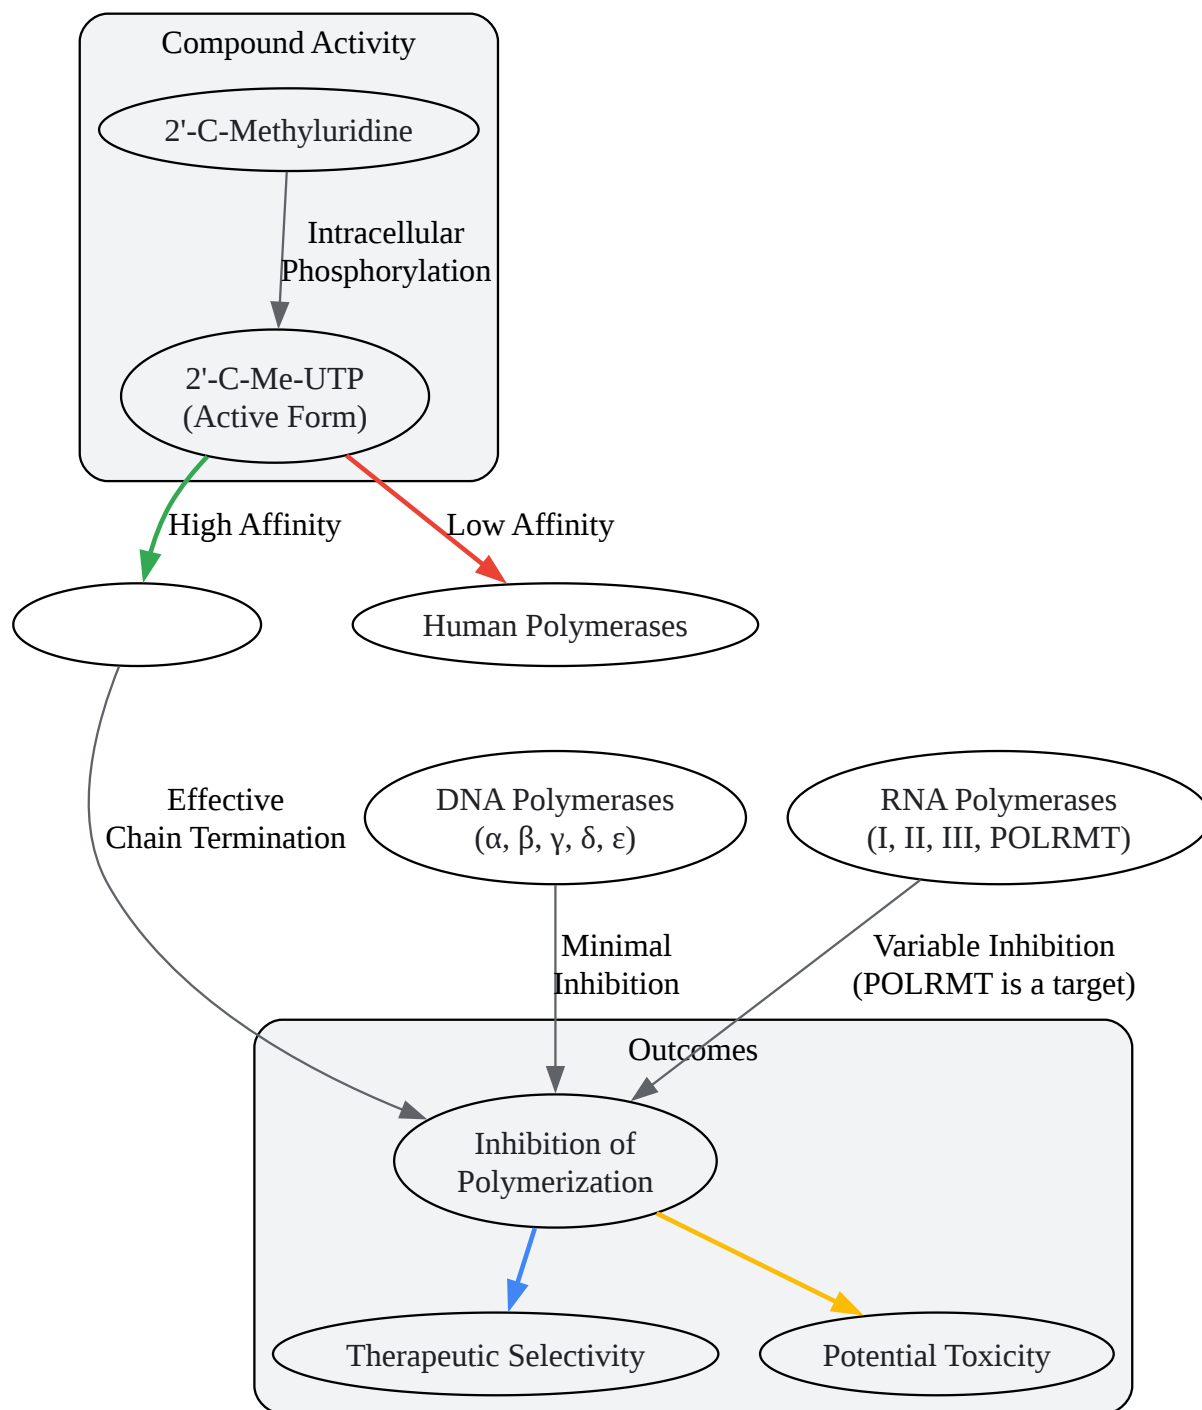 Compound Activity
2'-C-Methyluridine
Intracellular
Phosphorylation
2'-C-Me-UTP
(Active Form)
High Affinity
Low Affinity
Human Polymerases
Effective
Chain Termination
DNA Polymerases
(α, β, γ, δ, ε)
RNA Polymerases
(I, II, III, POLRMT)
Minimal
Inhibition
Variable Inhibition
(POLRMT is a target)
Outcomes
Inhibition of
Polymerization
Therapeutic Selectivity
Potential Toxicity